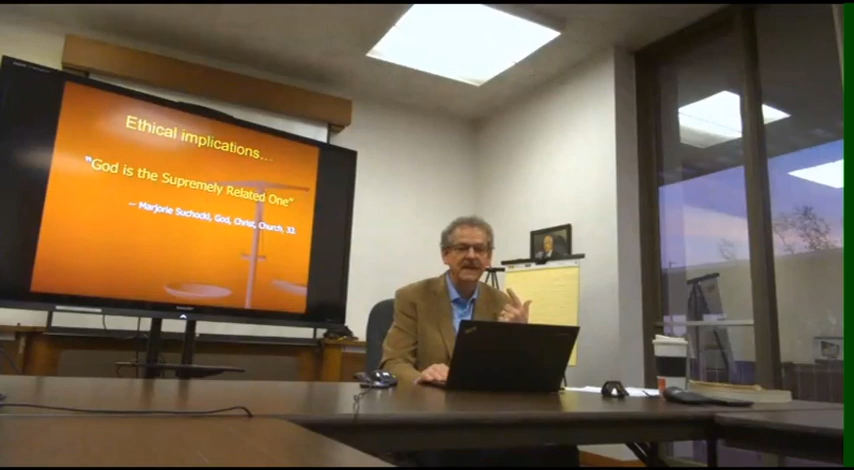 Ethical implications...
"God is the Supremely Related One"
-- Marjorie Suchocki, God, Christ, Church, 33